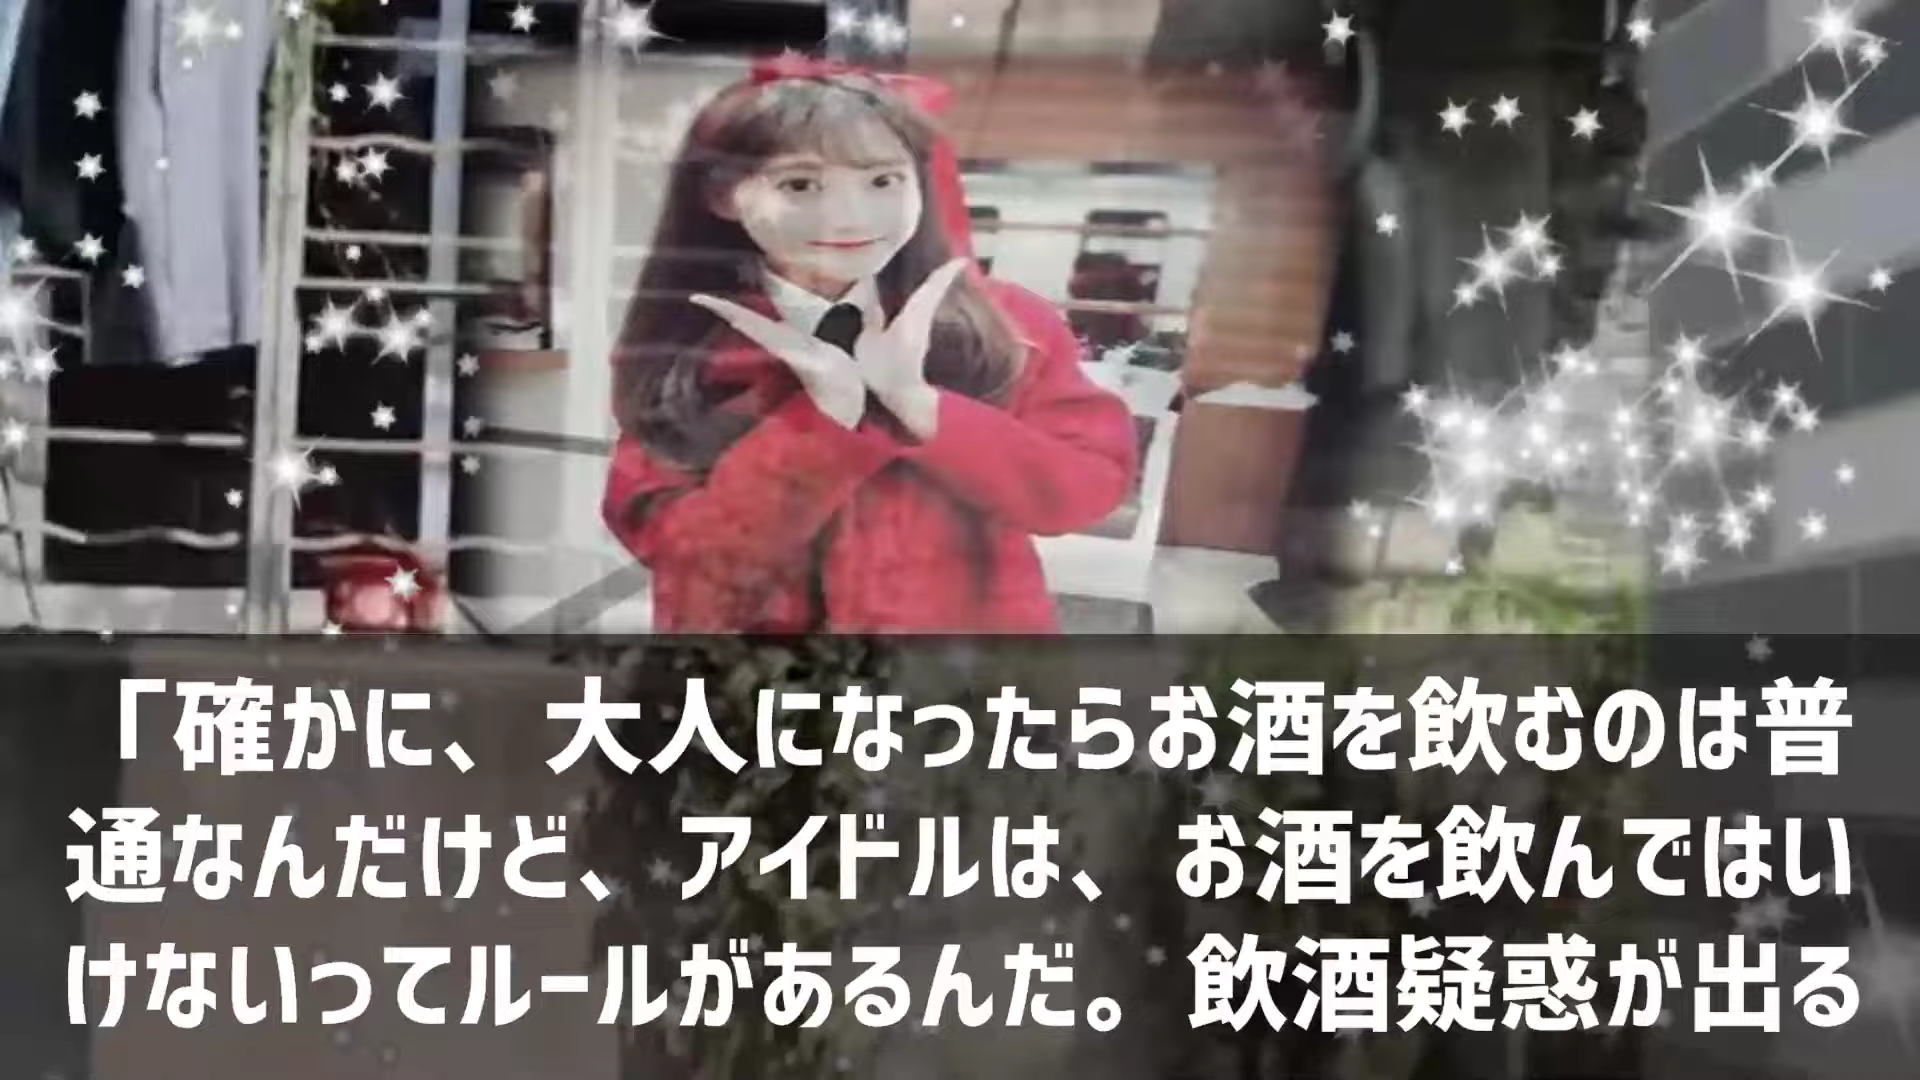 「確かに、大人になったらお酒を飲むのは普
通なんだけど、アイドルは、お酒を飲んではい
けないってルールがあるんだ。飲酒疑惑が出る